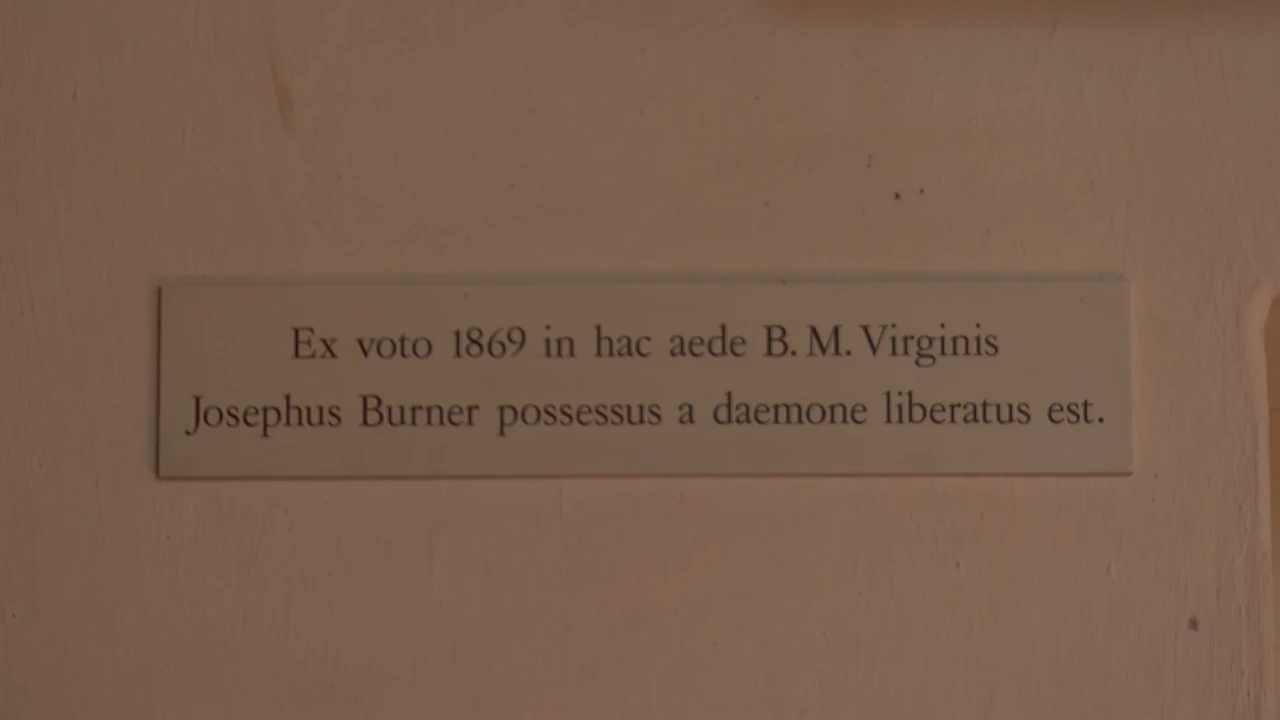 Ex voto 1869 in hac aede B. M. Virginis
Josephus Burner possessus a daemone liberatus est.